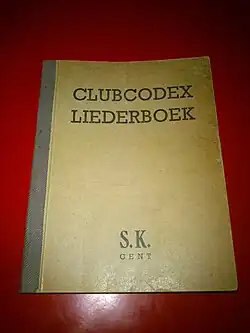 CLUBCODEX
LIEDERBOEK
S.K.
GENT